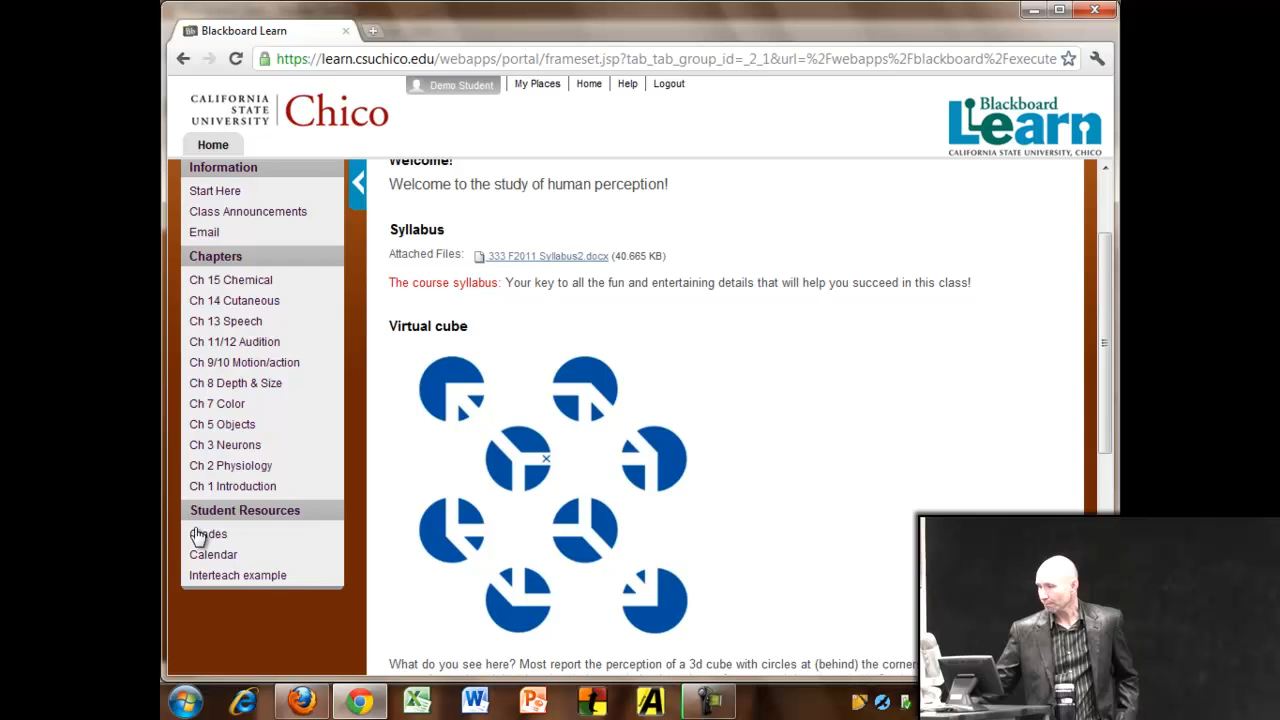 Blackboard Learn
https://learn.csuchico.edu/webapps/portal/frameset.jsp?tab_tab_group_id=_2_1&url=%2Fwebapps%2Fblackboard%2Fexecute
Demo Student My Places Home Help Logout
CALIFORNIA
STATE
UNIVERSITY
Chico
Blackboard
Learn
CALIFORNIA STATE UNIVERSITY, CHICO
Home
Information
Start Here
Class Announcements
Email
Chapters
Ch 15 Chemical
Ch 14 Cutaneous
Ch 13 Speech
Ch 11/12 Audition
Ch 9/10 Motion/action
Ch 8 Depth & Size
Ch 7 Color
Ch 5 Objects
Ch 3 Neurons
Ch 2 Physiology
Ch 1 Introduction
Student Resources
Grades
Calendar
Interteach example
Welcome!
Welcome to the study of human perception!
Syllabus
Attached Files: 333 F2011 Syllabus2.docx (40.665 KB)
The course syllabus: Your key to all the fun and entertaining details that will help you succeed in this class!
Virtual cube
What do you see here? Most report the perception of a 3d cube with circles at (behind) the corner